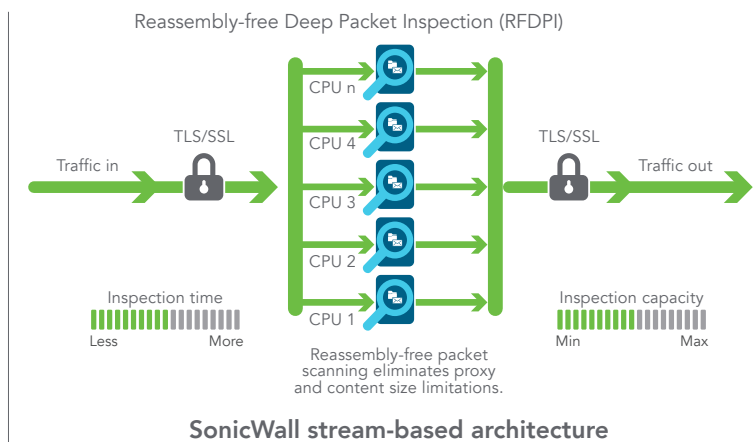 Reassembly-free Deep Packet Inspection (RFDPI)
CPU n
TLS/SSL
CPU 4
TLS/SSL
Traffic in
Traffic out
CPU 3
CPU 2
Inspection time
Less More
CPU 1
Inspection capacity
Min Max
Reassembly-free packet
scanning eliminates proxy
and content size limitations.
SonicWall stream-based architecture